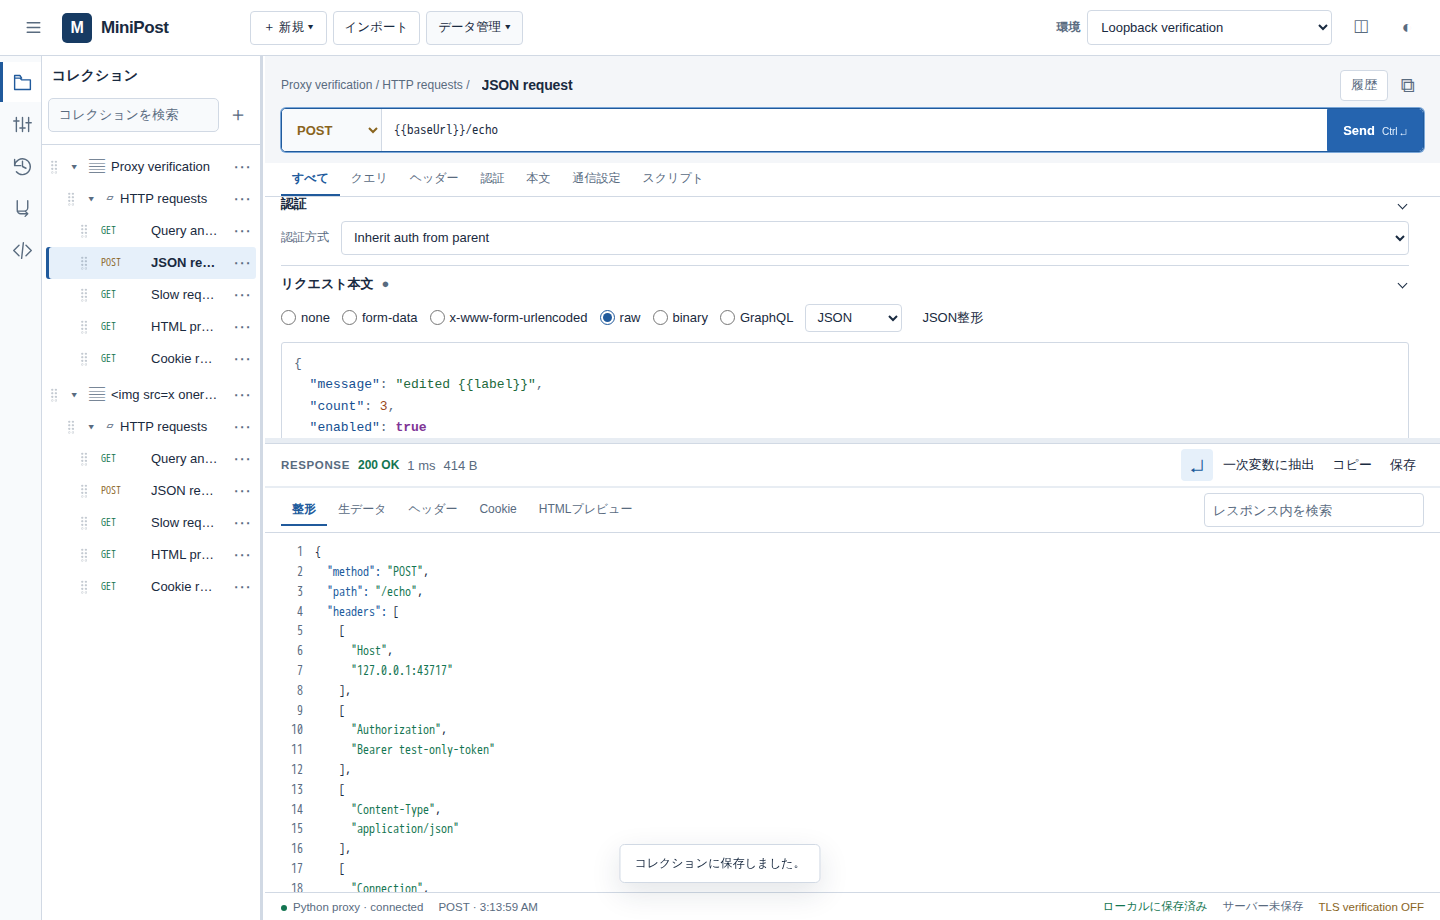 M MiniPost ＋ 新規 ▾ インポート データ管理 ▾ 環境 Loopback verification
コレクション
コレクションを検索 ＋
Proxy verification ···
HTTP requests ···
GET Query an… ···
POST JSON re… ···
GET Slow req… ···
GET HTML pr… ···
GET Cookie r… ···
<img src=x oner… ···
HTTP requests ···
GET Query an… ···
POST JSON re… ···
GET Slow req… ···
GET HTML pr… ···
GET Cookie r… ···
Proxy verification / HTTP requests / JSON request 履歴
POST {{baseUrl}}/echo Send Ctrl ↵
すべて クエリ ヘッダー 認証 本文 通信設定 スクリプト
認証
認証方式 Inherit auth from parent
リクエスト本文 ●
none form-data x-www-form-urlencoded raw binary GraphQL JSON JSON整形
{
"message": "edited {{label}}",
"count": 3,
"enabled": true
RESPONSE 200 OK 1 ms 414 B 一次変数に抽出 コピー 保存
整形 生データ ヘッダー Cookie HTMLプレビュー レスポンス内を検索
1 {
2 "method": "POST",
3 "path": "/echo",
4 "headers": [
5 [
6 "Host",
7 "127.0.0.1:43717"
8 ],
9 [
10 "Authorization",
11 "Bearer test-only-token"
12 ],
13 [
14 "Content-Type",
15 "application/json"
16 ],
17 [
18 "Connection",
コレクションに保存しました。
Python proxy · connected POST · 3:13:59 AM ローカルに保存済み サーバー未保存 TLS verification OFF